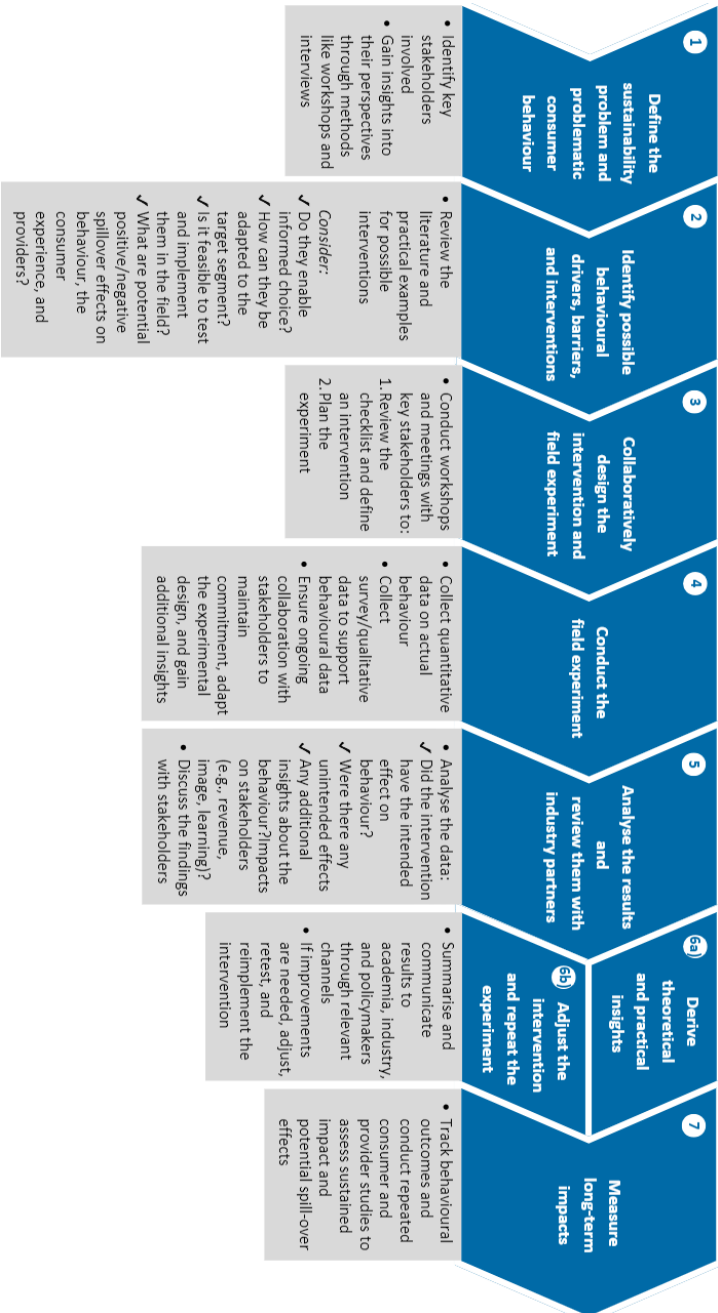 1
Define the
sustainability
problem and
problematic
consumer
behaviour
• Identify key
stakeholders
involved
• Gain insights into
their perspectives
through methods
like workshops and
interviews
2
Identify possible
behavioural
drivers, barriers,
and interventions
• Review the
literature and
practical examples
for possible
interventions
Consider:
✓ Do they enable
informed choice?
✓ How can they be
adapted to the
target segment?
✓ Is it feasible to test
and implement
them in the field?
✓ What are potential
positive/negative
spillover effects on
behaviour, the
consumer
experience, and
providers?
3
Collaboratively
design the
intervention and
field experiment
• Conduct workshops
and meetings with
key stakeholders to:
1. Review the
checklist and define
an intervention
2. Plan the
experiment
4
Conduct the
field experiment
• Collect quantitative
data on actual
behaviour
• Collect
survey/qualitative
data to support
behavioural data
• Ensure ongoing
collaboration with
stakeholders to
maintain
commitment, adapt
the experimental
design, and gain
additional insights
5
Analyse the results
and
review them with
industry partners
• Analyse the data:
✓ Did the intervention
have the intended
effect on
behaviour?
✓ Were there any
unintended effects
✓ Any additional
insights about the
behaviour?Impacts
on stakeholders
(e.g., revenue,
image, learning)?
• Discuss the findings
with stakeholders
6a)
Derive
theoretical
and practical
insights
6b) Adjust the
intervention
and repeat the
experiment
• Summarise and
communicate
results to
academia, industry,
and policymakers
through relevant
channels
• If improvements
are needed, adjust,
retest, and
reimplement the
intervention
7
Measure
long-term
impacts
• Track behavioural
outcomes and
conduct repeated
consumer and
provider studies to
assess sustained
impact and
potential spill-over
effects